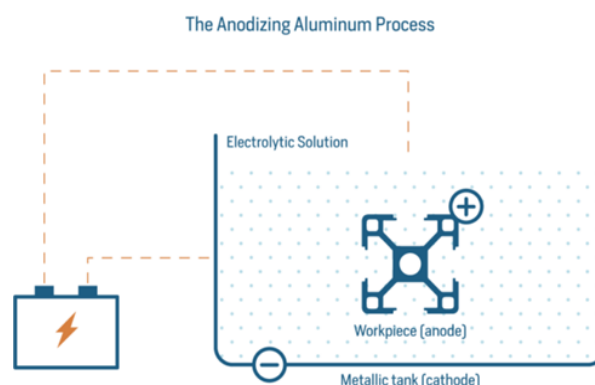 The Anodizing Aluminum Process
Electrolytic Solution
+
Workpiece (anode)
−
Metallic tank (cathode)